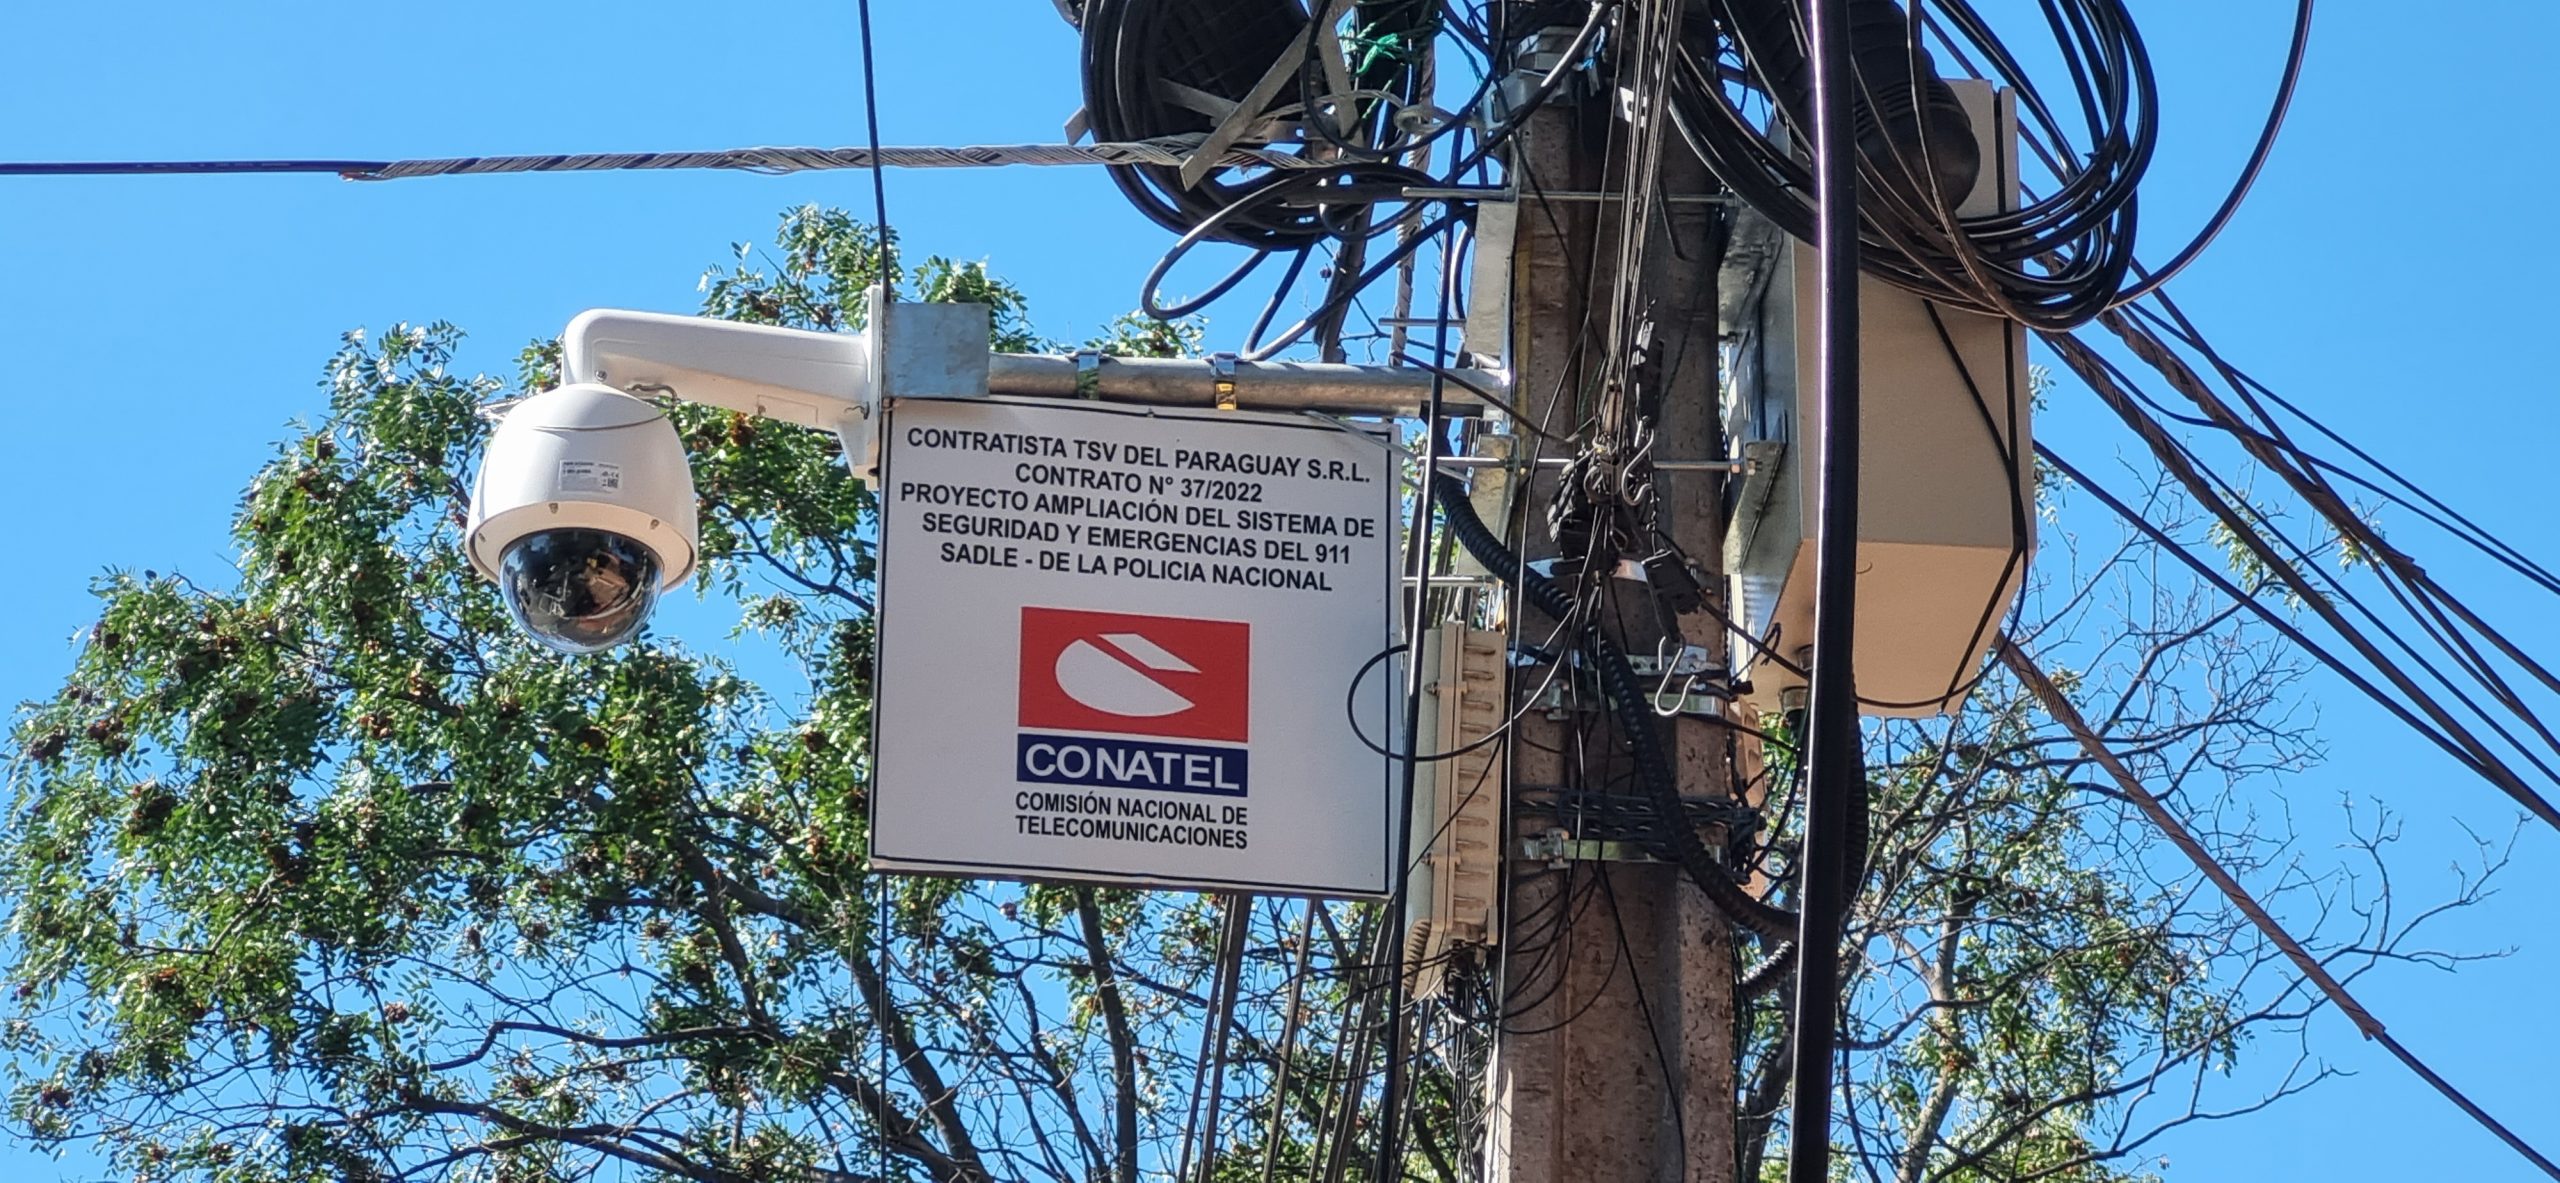 CONTRATISTA TSV DEL PARAGUAY S.R.L.
CONTRATO N° 37/2022
PROYECTO AMPLIACIÓN DEL SISTEMA DE
SEGURIDAD Y EMERGENCIAS DEL 911
SADLE - DE LA POLICIA NACIONAL
CONATEL
COMISIÓN NACIONAL DE
TELECOMUNICACIONES